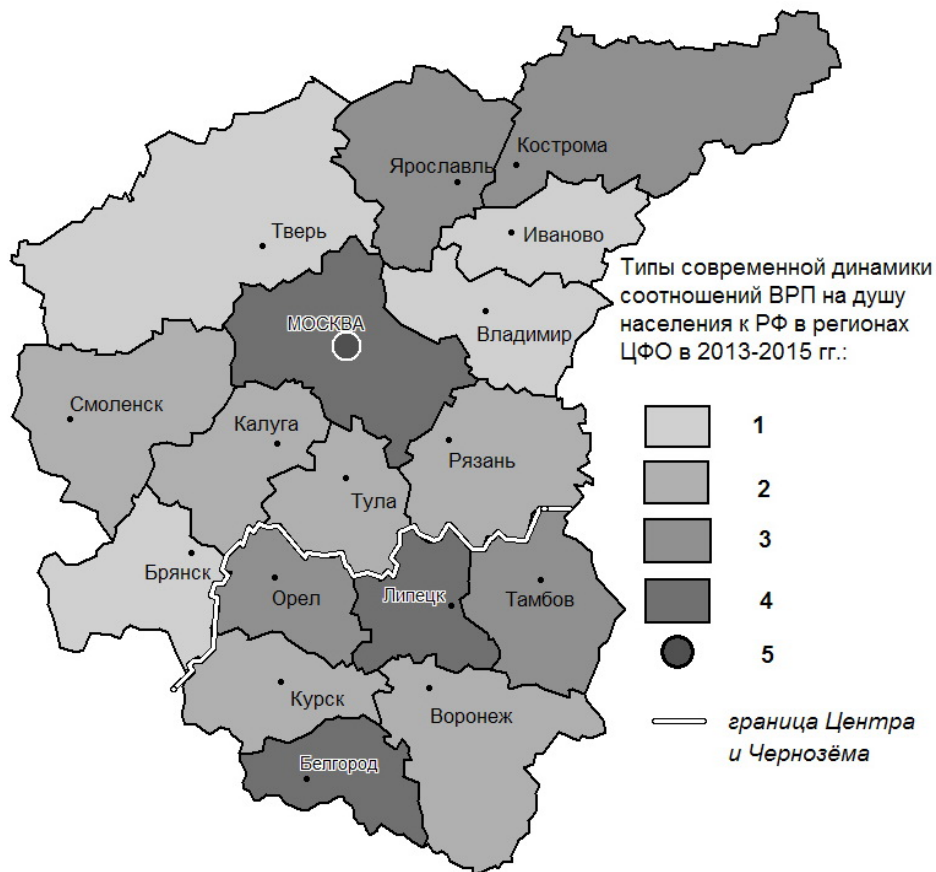 Кострома
Ярославль
Иваново
Тверь
Типы современной динамики
соотношений ВРП на душу
населения к РФ в регионах
ЦФО в 2013-2015 гг.:
МОСКВА
Владимир
Смоленск
Калуга
Рязань
Тула
Брянск
Орел
Липецк
Тамбов
Курск
Воронеж
Белгород
1
2
3
4
5
граница Центра
и Чернозёма